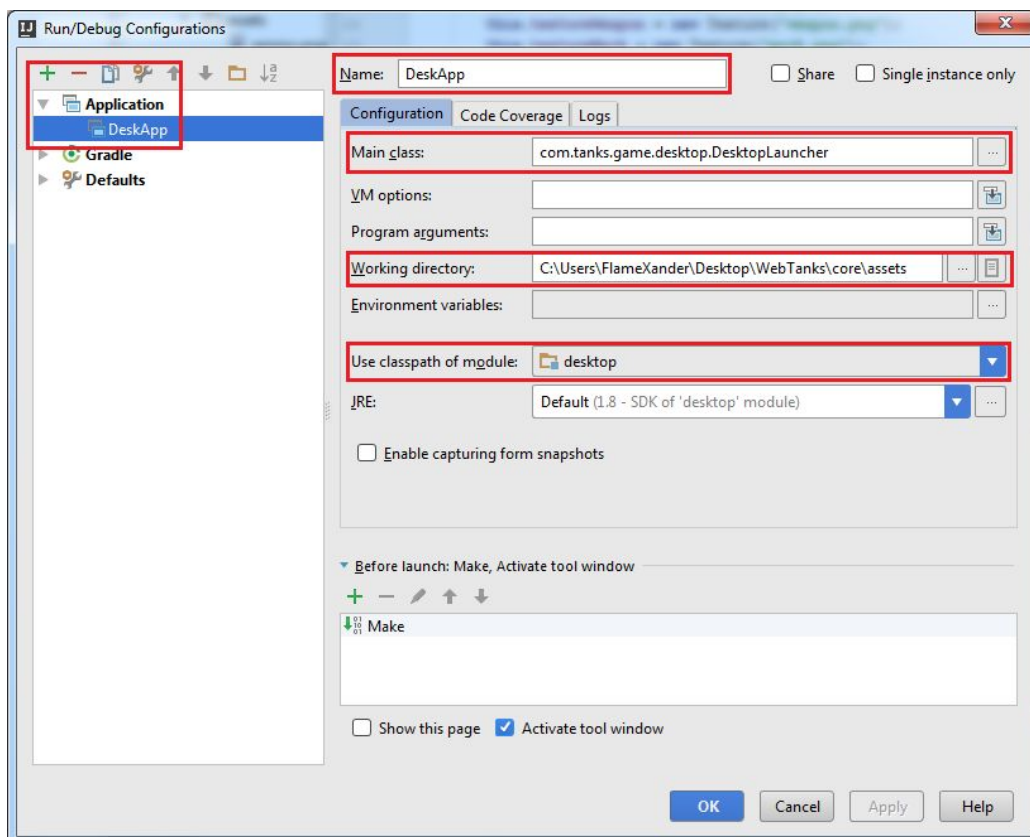 Run/Debug Configurations
Name: DeskApp
Share
Single instance only
Application
DeskApp
Gradle
Defaults
Configuration
Code Coverage
Logs
Main class: com.tanks.game.desktop.DesktopLauncher
VM options:
Program arguments:
Working directory: C:\Users\FlameXander\Desktop\WebTanks\core\assets
Environment variables:
Use classpath of module: desktop
JRE: Default (1.8 - SDK of 'desktop' module)
Enable capturing form snapshots
Before launch: Make, Activate tool window
Make
Show this page
Activate tool window
OK
Cancel
Apply
Help